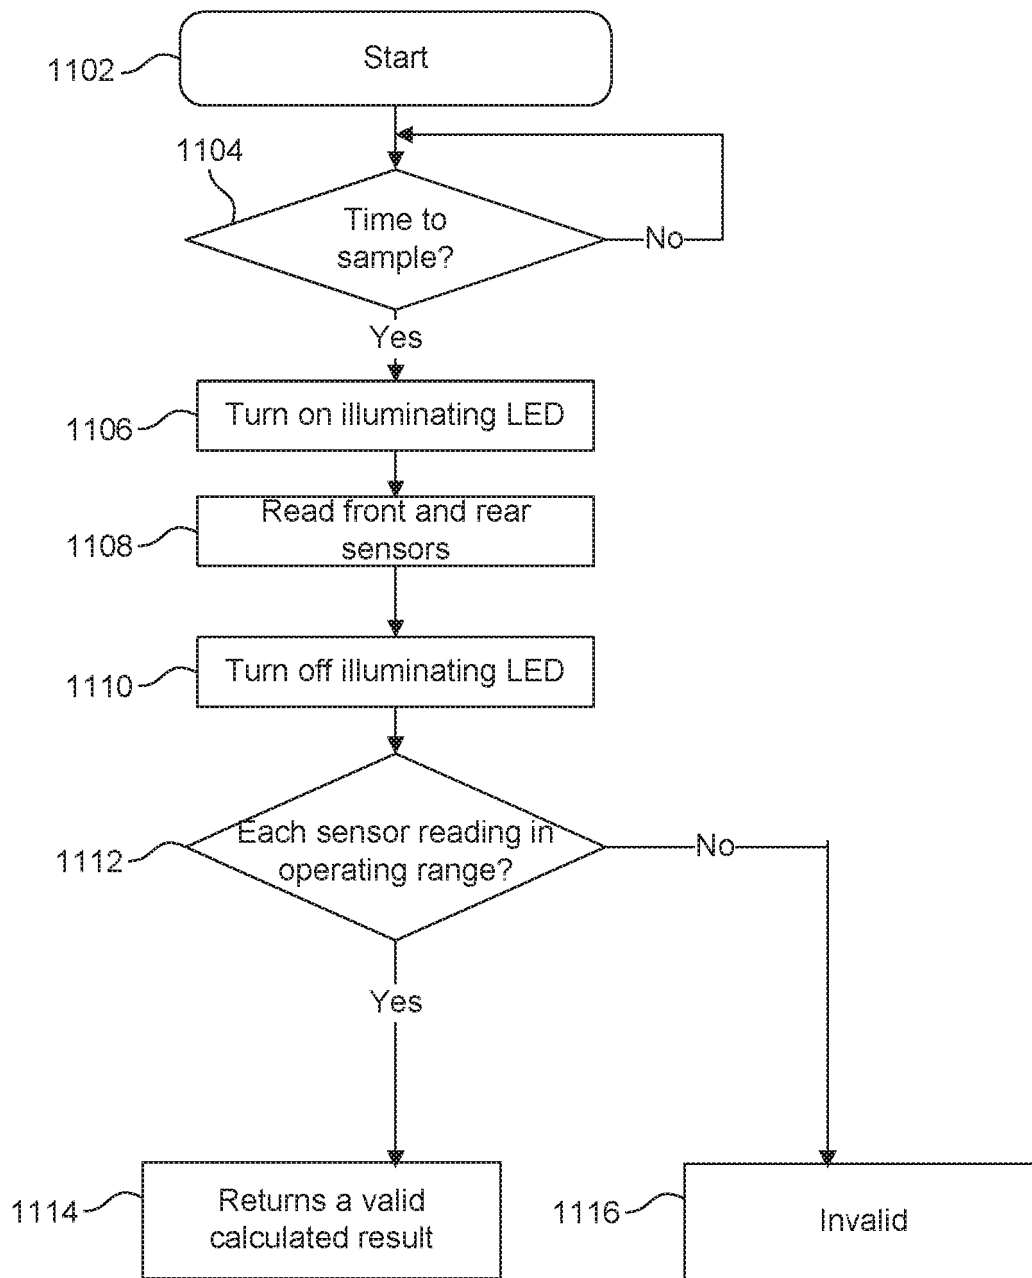 1102
Start
1104
Time to
sample?
No
Yes
1106
Turn on illuminating LED
1108
Read front and rear
sensors
1110
Turn off illuminating LED
1112
Each sensor reading in
operating range?
No
Yes
1114
Returns a valid
calculated result
1116
Invalid